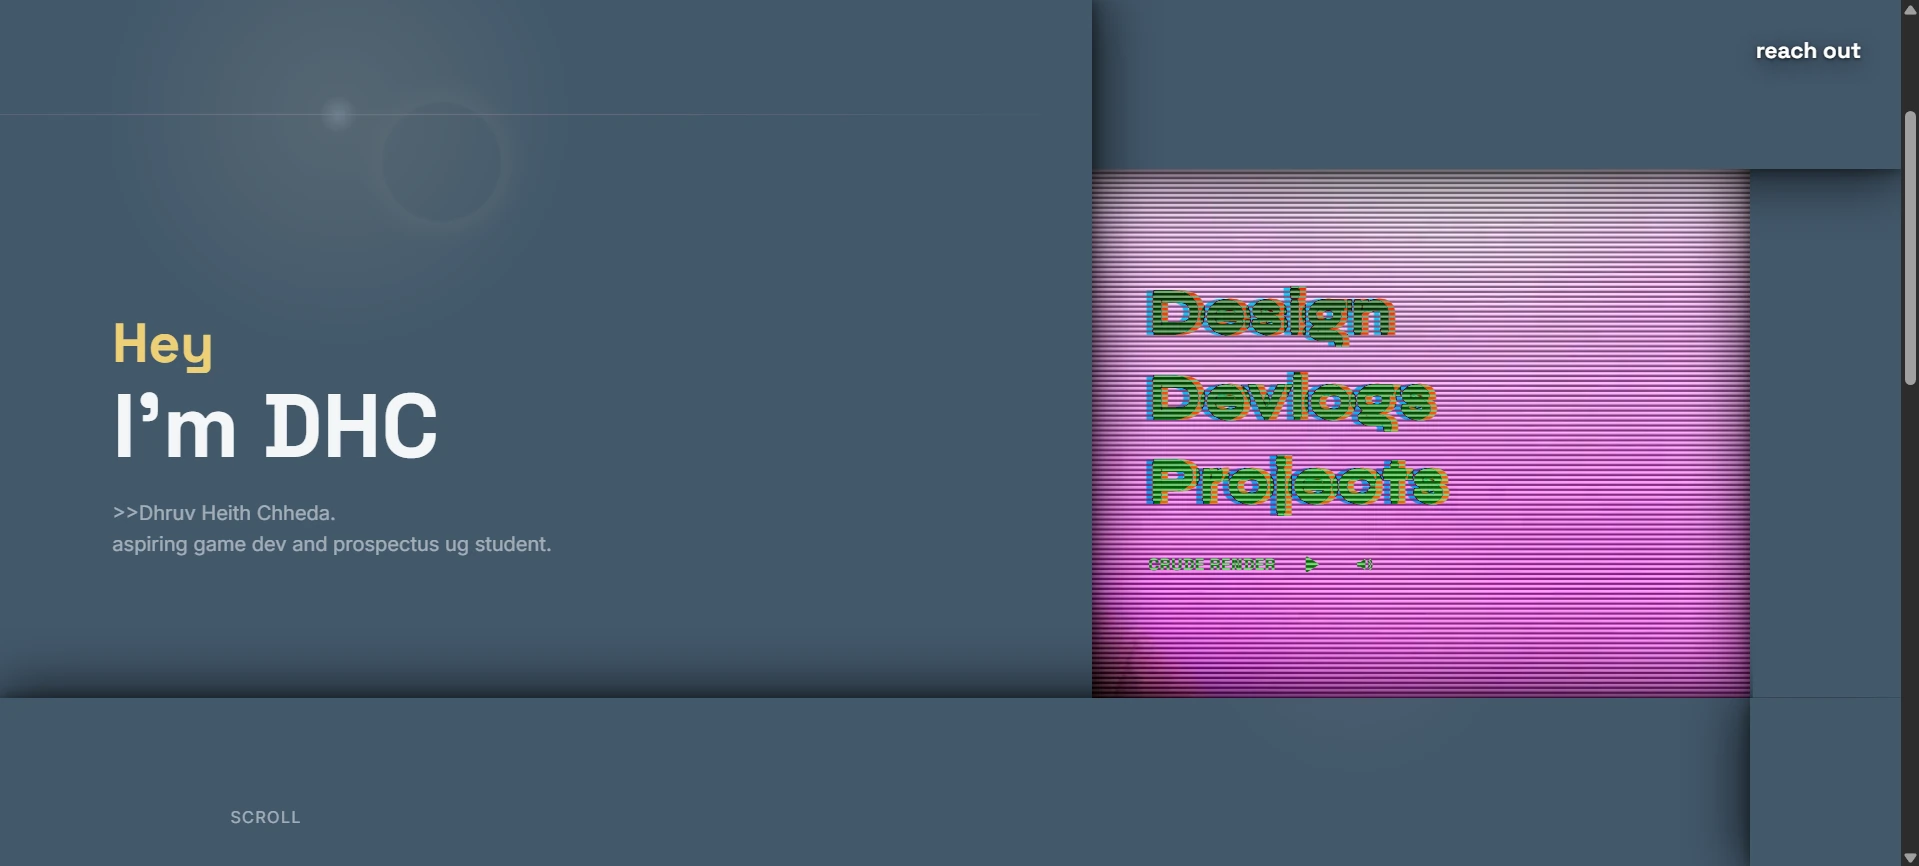 reach out
Hey
I'm DHC
>>Dhruv Heith Chheda.
aspiring game dev and prospectus ug student.
Design
Devlogs
Projects
SCROLL